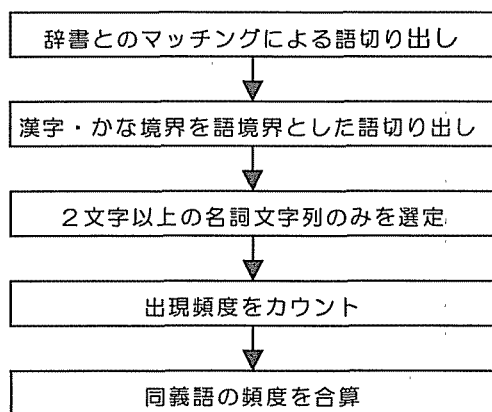 辞書とのマッチングによる語切り出し
漢字・かな境界を語境界とした語切り出し
2文字以上の名詞文字列のみを選定
出現頻度をカウント
同義語の頻度を合算